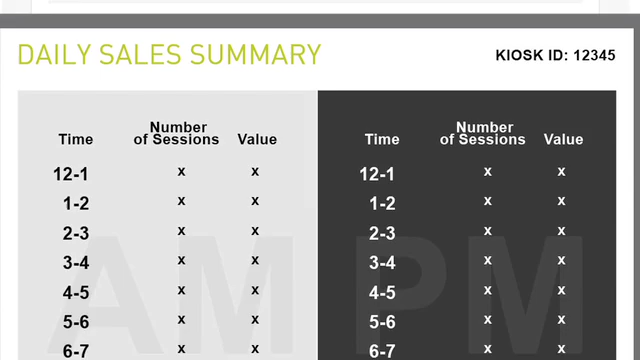 DAILY SALES SUMMARY
KIOSK ID: 12345
Time Number of Sessions Value
12-1 x x
1-2 x x
2-3 x x
3-4 x x
4-5 x x
5-6 x x
6-7 x x
AM
Time Number of Sessions Value
12-1 x x
1-2 x x
2-3 x x
3-4 x x
4-5 x x
5-6 x x
6-7 x x
PM